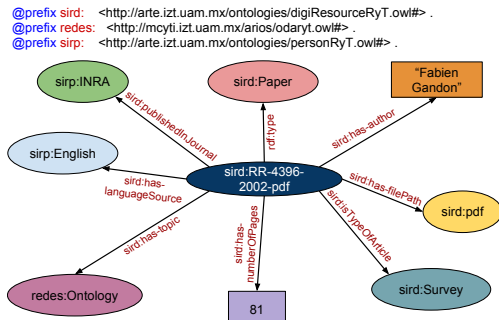 @prefix sird: <http://arte.izt.uam.mx/ontologies/digiResourceRyT.owl#> .
@prefix redes: <http://mcyti.izt.uam.mx/arios/odaryt.owl#> .
@prefix sirp: <http://arte.izt.uam.mx/ontologies/personRyT.owl#> .
sirp:INRA
sird:Paper
“Fabien
Gandon”
sird:publishedInJournal
rdf:type
sird:has-author
sirp:English
sird:has-
languageSource
sird:RR-4396-
2002-pdf
sird:has-filePath
sird:pdf
sird:has-topic
sird:has-
numberOfPages
sird:isTypeOfArticle
redes:Ontology
81
sird:Survey